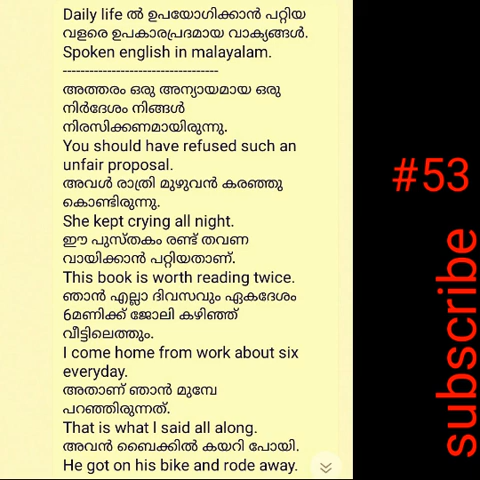 Daily life ൽ ഉപയോഗിക്കാൻ പറ്റിയ
വളരെ ഉപകാരപ്രദമായ വാക്യങ്ങൾ.
Spoken english in malayalam.
------------------------------------
അത്തരം ഒരു അന്യായമായ ഒരു
നിർദേശം നിങ്ങൾ
നിരസിക്കണമായിരുന്നു.
You should have refused such an
unfair proposal.
അവൾ രാത്രി മുഴുവൻ കരഞ്ഞു
കൊണ്ടിരുന്നു.
She kept crying all night.
ഈ പുസ്തകം രണ്ട് തവണ
വായിക്കാൻ പറ്റിയതാണ്.
This book is worth reading twice.
ഞാൻ എല്ലാ ദിവസവും ഏകദേശം
6മണിക്ക് ജോലി കഴിഞ്ഞ്
വീട്ടിലെത്തും.
I come home from work about six
everyday.
അതാണ് ഞാൻ മുമ്പേ
പറഞ്ഞിരുന്നത്.
That is what I said all along.
അവൻ ബൈക്കിൽ കയറി പോയി.
He got on his bike and rode away.
#53
subscribe